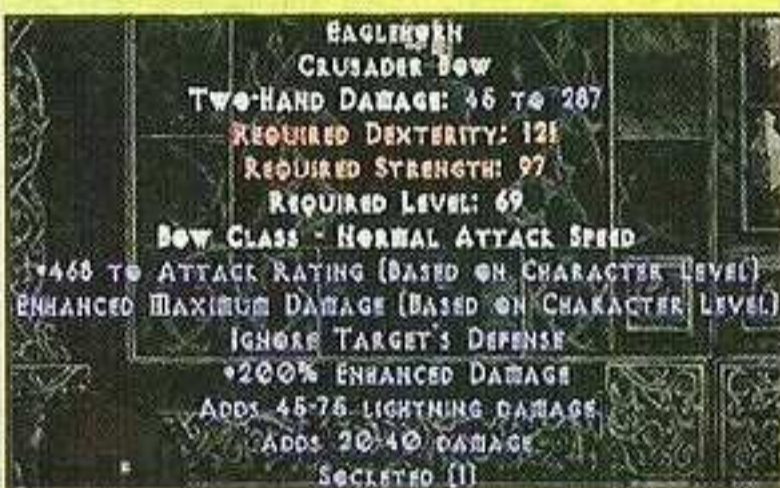 EAGLEHORN
CRUSADER BOW
TWO-HAND DAMAGE: 45 TO 287
REQUIRED DEXTERITY: 121
REQUIRED STRENGTH: 97
REQUIRED LEVEL: 69
BOW CLASS - NORMAL ATTACK SPEED
+468 TO ATTACK RATING (BASED ON CHARACTER LEVEL)
ENHANCED MAXIMUM DAMAGE (BASED ON CHARACTER LEVEL)
IGNORE TARGET'S DEFENSE
+200% ENHANCED DAMAGE
ADDS 45-75 LIGHTNING DAMAGE
ADDS 20-40 DAMAGE
SOCKETED (1)